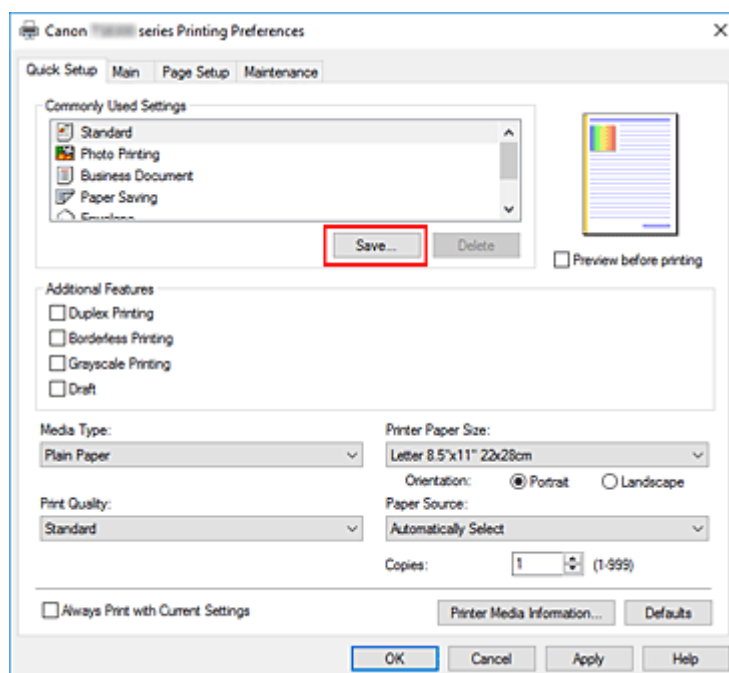 Canon series Printing Preferences
Quick Setup Main Page Setup Maintenance
Commonly Used Settings
Standard
Photo Printing
Business Document
Paper Saving
Envelope
Save... Delete
Preview before printing
Additional Features
Duplex Printing
Borderless Printing
Grayscale Printing
Draft
Media Type: Printer Paper Size:
Plain Paper Letter 8.5"x11" 22x28cm
Orientation: Portrait Landscape
Print Quality: Paper Source:
Standard Automatically Select
Copies: 1 (1-999)
Always Print with Current Settings Printer Media Information... Defaults
OK Cancel Apply Help